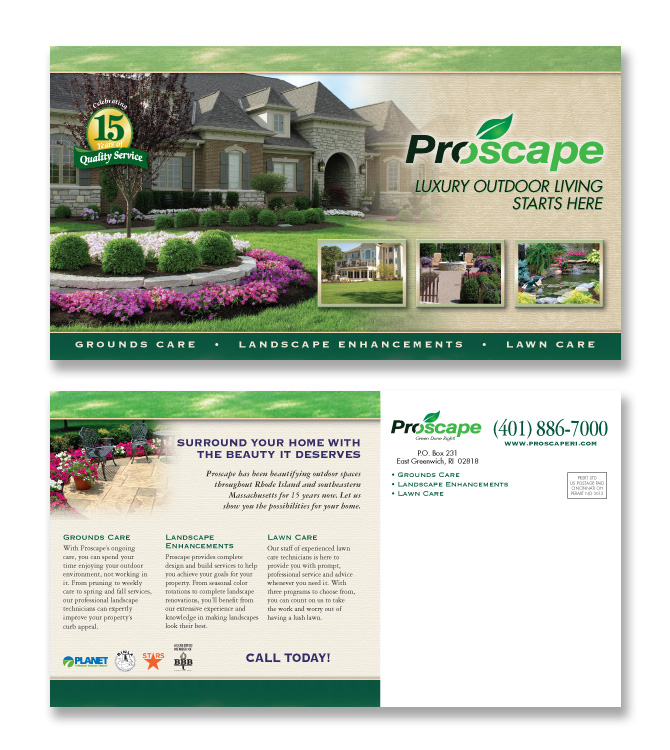 Celebrating
15
Years of
Quality Service
Proscape
LUXURY OUTDOOR LIVING
STARTS HERE
GROUNDS CARE • LANDSCAPE ENHANCEMENTS • LAWN CARE
SURROUND YOUR HOME WITH
THE BEAUTY IT DESERVES
Proscape has been beautifying outdoor spaces
throughout Rhode Island and southeastern
Massachusetts for 15 years now. Let us
show you the possibilities for your home.
GROUNDS CARE
With Proscape's ongoing
care, you can spend your
time enjoying your outdoor
environment, not working in
it. From pruning to weekly
care to spring and fall services,
our professional landscape
technicians can expertly
improve your property's
curb appeal.
LANDSCAPE
ENHANCEMENTS
Proscape provides complete
design and build services to help
you achieve your goals for your
property. From seasonal color
rotations to complete landscape
renovations, you'll benefit from
our extensive experience and
knowledge in making landscapes
look their best.
LAWN CARE
Our staff of experienced lawn
care technicians is here to
provide you with prompt,
professional service and advice
whenever you need it. With
three programs to choose from,
you can count on us to take
the work and worry out of
having a lush lawn.
PLANET
STARS
BBB
CALL TODAY!
Proscape
Green Done Right.
(401) 886-7000
WWW.PROSCAPERI.COM
P.O. Box 231
East Greenwich, RI 02818
• GROUNDS CARE
• LANDSCAPE ENHANCEMENTS
• LAWN CARE
PRSRT STD
US POSTAGE PAID
CINCINNATI OH